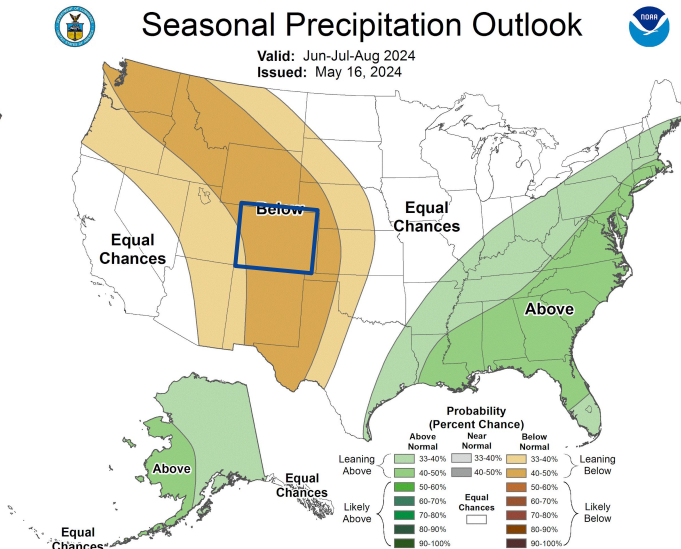 Seasonal Precipitation Outlook
NOAA
Valid: Jun-Jul-Aug 2024
Issued: May 16, 2024
Below
Equal
Chances
Equal
Chances
Above
Above
Equal
Chances
Equal
Chances
Probability
(Percent Chance)
Above
Normal
Near
Normal
Below
Normal
Leaning
Above
33-40%
40-50%
50-60%
60-70%
70-80%
80-90%
90-100%
Likely
Above
33-40%
40-50%
Equal
Chances
33-40%
40-50%
50-60%
60-70%
70-80%
80-90%
90-100%
Leaning
Below
Likely
Below